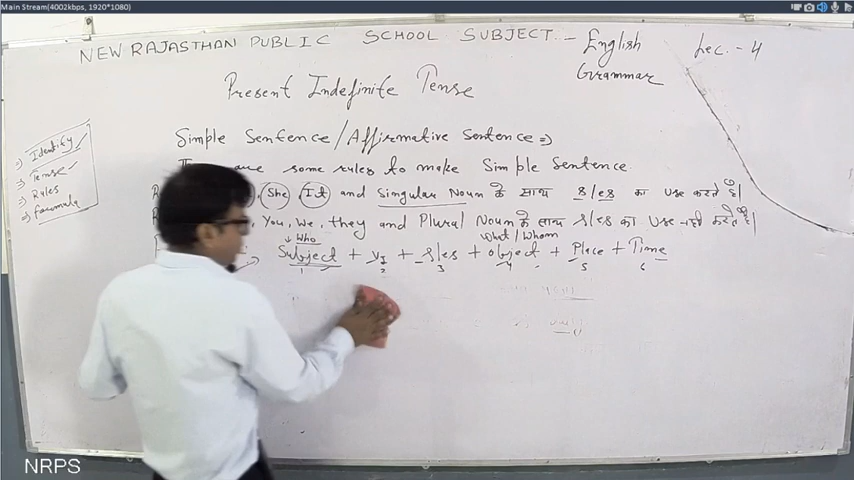 Main Stream(4002kbps, 1920*1080)
NEW RAJASTHAN PUBLIC SCHOOL SUBJECT - English Grammar Lec. - 4
Present Indefinite Tense
⇒ Identify
⇒ Tense ✓
⇒ Rules
⇒ Formula
Simple Sentence/Affirmative Sentence ⇒
are some rules to make Simple Sentence.
She, It and Singular Noun के साथ s/es का use करते है|
You, We, they and Plural Noun के साथ s/es का use नही करते है|
↓ Who What/Whom
Subject + V1 + s/es + object + Place + Time
1 2 3 4 5 6
NRPS